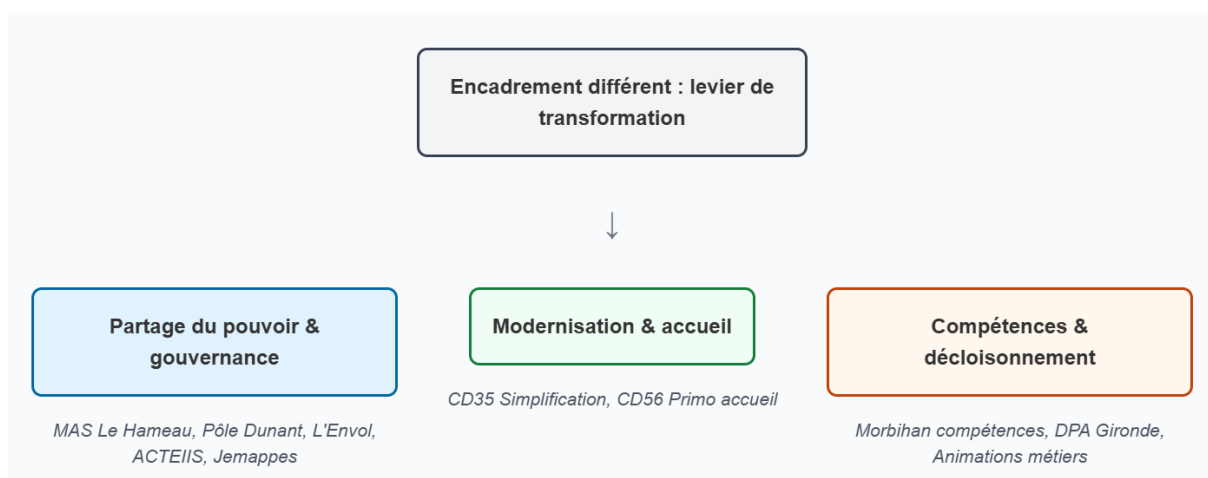 Encadrement différent : levier de
transformation
↓
Partage du pouvoir &
gouvernance
MAS Le Hameau, Pôle Dunant, L'Envol,
ACTEIIS, Jemappes
Modernisation & accueil
CD35 Simplification, CD56 Primo accueil
Compétences &
décloisonnement
Morbihan compétences, DPA Gironde,
Animations métiers